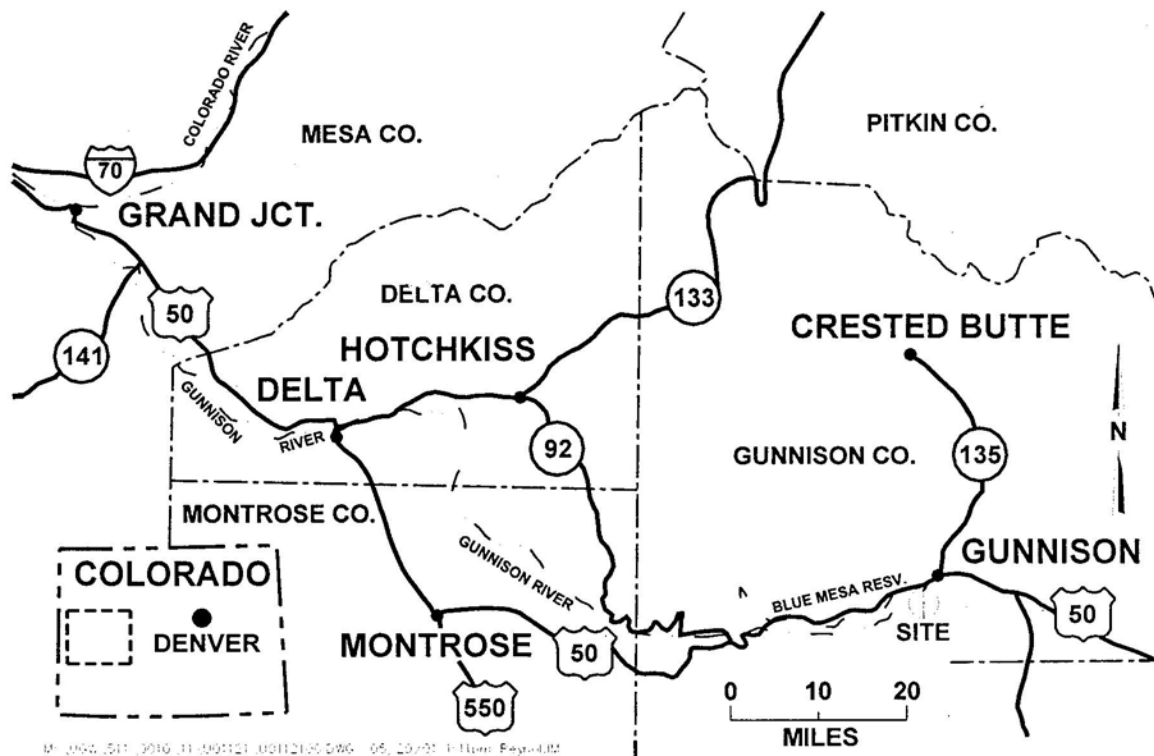 COLORADO RIVER
MESA CO.
PITKIN CO.
70
GRAND JCT.
DELTA CO.
133
50
HOTCHKISS
CRESTED BUTTE
141
DELTA
GUNNISON
RIVER
92
GUNNISON CO.
135
N
MONTROSE CO.
GUNNISON RIVER
GUNNISON
BLUE MESA RESV.
COLORADO
DENVER
MONTROSE
50
SITE
50
550
0 10 20
MILES